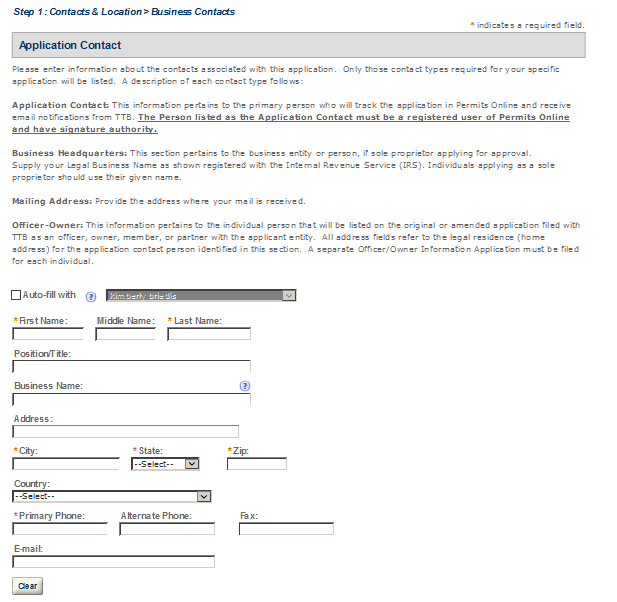 Step 1: Contacts & Location > Business Contacts
* indicates a required field.
Application Contact
Please enter information about the contacts associated with this application. Only those contact types required for your specific
application will be listed. A description of each contact type follows:
Application Contact: This information pertains to the primary person who will track the application in Permits Online and receive
email notifications from TTB. The Person listed as the Application Contact must be a registered user of Permits Online
and have signature authority.
Business Headquarters: This section pertains to the business entity or person, if sole proprietor applying for approval.
Supply your Legal Business Name as shown registered with the Internal Revenue Service (IRS). Individuals applying as a sole
proprietor should use their given name.
Mailing Address: Provide the address where your mail is received.
Officer-Owner: This information pertains to the individual person that will be listed on the original or amended application filed with
TTB as an officer, owner, member, or partner with the applicant entity. All address fields refer to the legal residence (home
address) for the application contact person identified in this section. A separate Officer/Owner Information Application must be filed
for each individual.
Auto-fill with ? Kimberly briedis
* First Name: Middle Name: * Last Name:
Position/Title:
Business Name: ?
Address:
* City: * State: * Zip:
--Select--
Country:
--Select--
* Primary Phone: Alternate Phone: Fax:
E-mail:
Clear